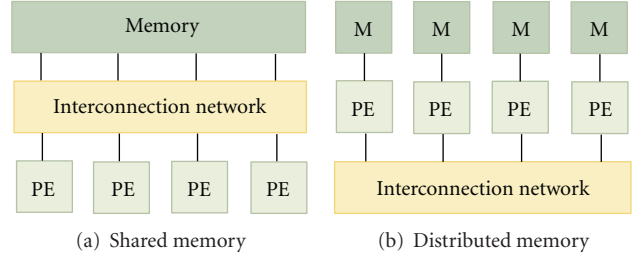 Memory
Interconnection network
PE PE PE PE
(a) Shared memory
M M M M
PE PE PE PE
Interconnection network
(b) Distributed memory